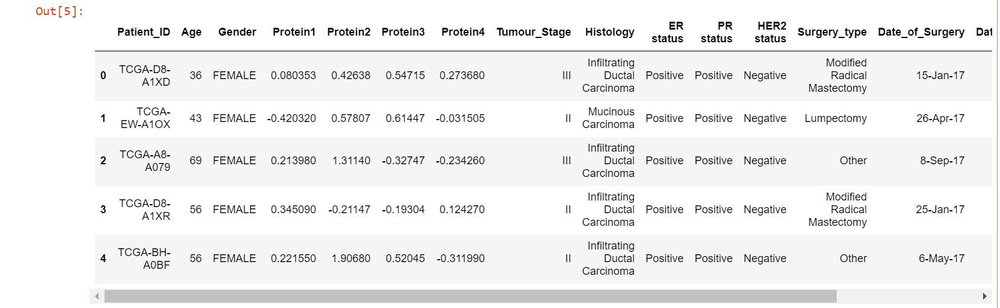 Out[5]:
Patient_ID Age Gender Protein1 Protein2 Protein3 Protein4 Tumour_Stage Histology ER status PR status HER2 status Surgery_type Date_of_Surgery Dat
0 TCGA-D8-A1XD 36 FEMALE 0.080353 0.42638 0.54715 0.273680 III Infiltrating Ductal Carcinoma Positive Positive Negative Modified Radical Mastectomy 15-Jan-17
1 TCGA-EW-A1OX 43 FEMALE -0.420320 0.57807 0.61447 -0.031505 II Mucinous Carcinoma Positive Positive Negative Lumpectomy 26-Apr-17
2 TCGA-A8-A079 69 FEMALE 0.213980 1.31140 -0.32747 -0.234260 III Infiltrating Ductal Carcinoma Positive Positive Negative Other 8-Sep-17
3 TCGA-D8-A1XR 56 FEMALE 0.345090 -0.21147 -0.19304 0.124270 II Infiltrating Ductal Carcinoma Positive Positive Negative Modified Radical Mastectomy 25-Jan-17
4 TCGA-BH-A0BF 56 FEMALE 0.221550 1.90680 0.52045 -0.311990 II Infiltrating Ductal Carcinoma Positive Positive Negative Other 6-May-17